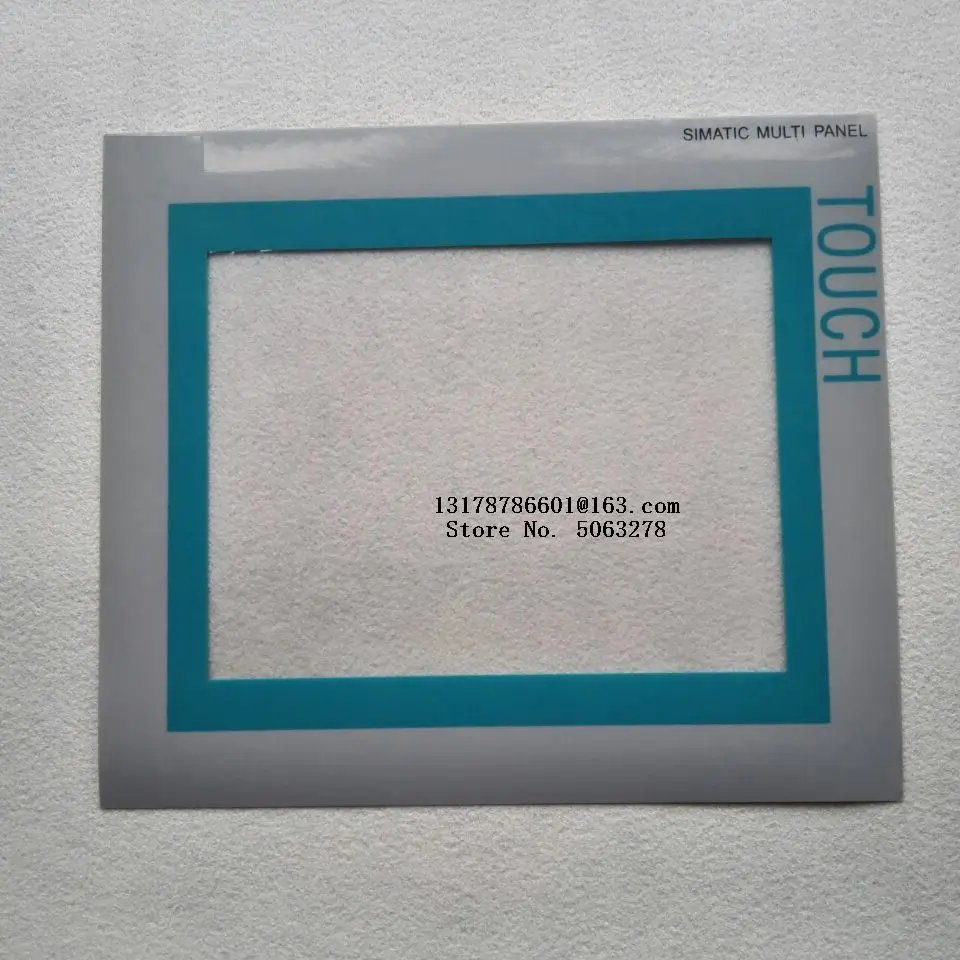 SIMATIC MULTI PANEL
TOUCH
13178786601@163.com
Store No. 5063278